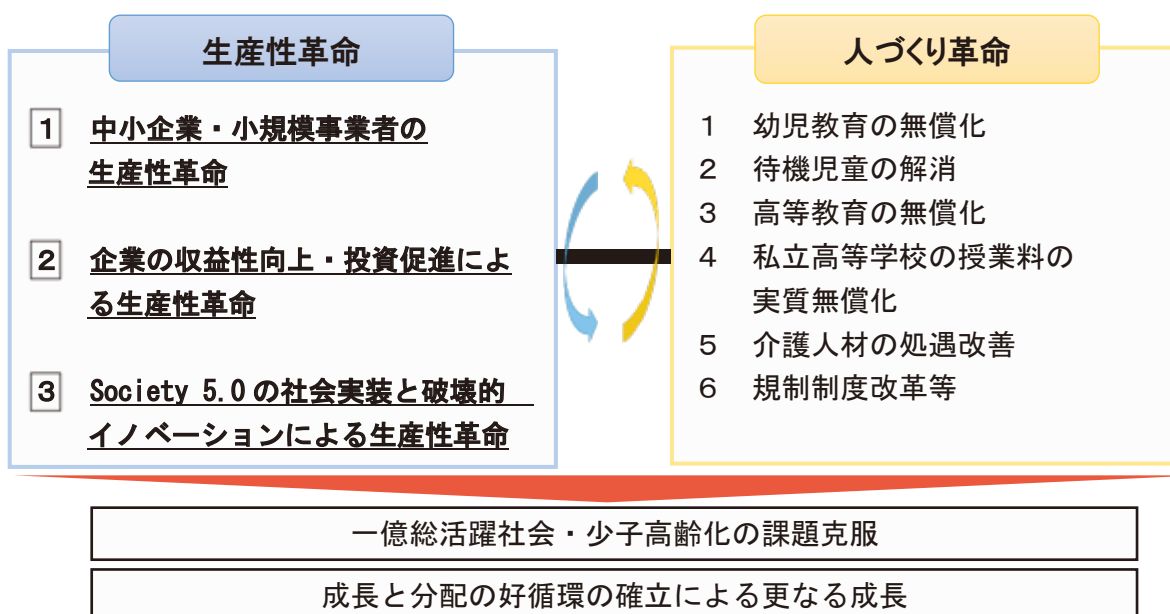 生産性革命
1 中小企業・小規模事業者の
生産性革命
2 企業の収益性向上・投資促進によ
る生産性革命
3 Society 5.0の社会実装と破壊的
イノベーションによる生産性革命
人づくり革命
1 幼児教育の無償化
2 待機児童の解消
3 高等教育の無償化
4 私立高等学校の授業料の
実質無償化
5 介護人材の処遇改善
6 規制制度改革等
一億総活躍社会・少子高齢化の課題克服
成長と分配の好循環の確立による更なる成長